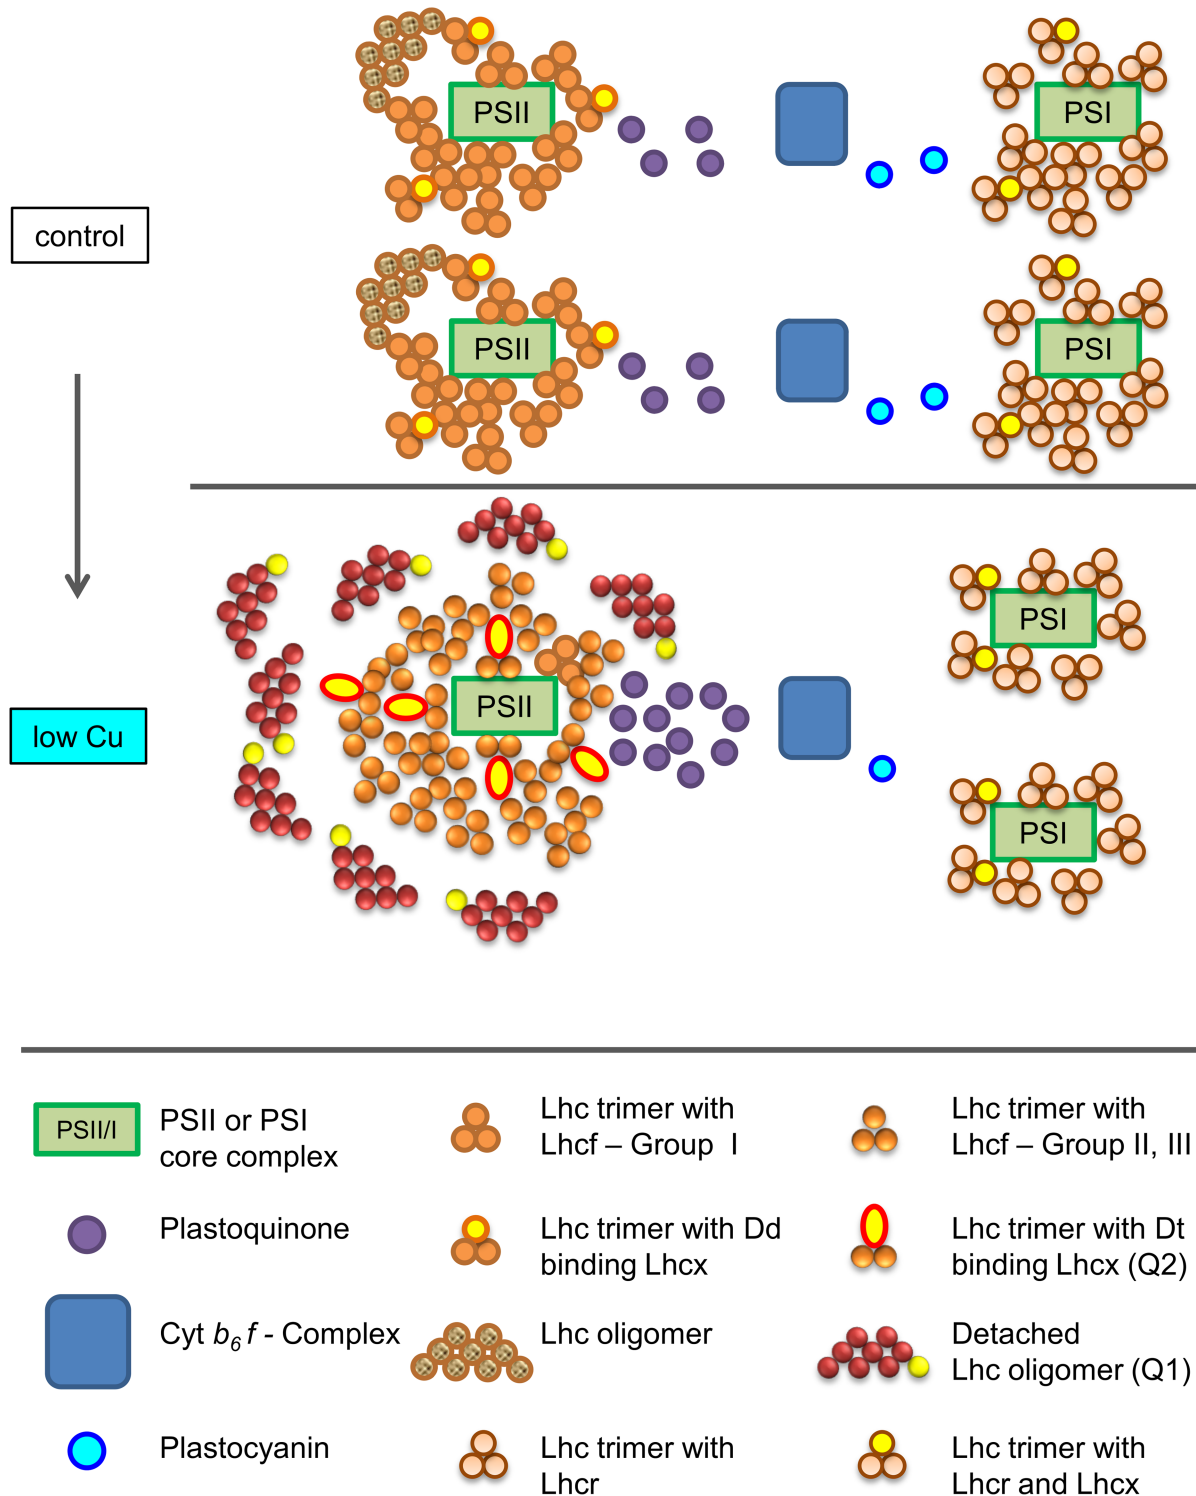 PSII
PSI
control
PSII
PSI
PSI
low Cu
PSII
PSI
PSII/I
PSII or PSI
core complex
Lhc trimer with
Lhcf – Group I
Lhc trimer with
Lhcf – Group II, III
Plastoquinone
Lhc trimer with Dd
binding Lhcx
Lhc trimer with Dt
binding Lhcx (Q2)
Cyt b6 f - Complex
Lhc oligomer
Detached
Lhc oligomer (Q1)
Plastocyanin
Lhc trimer with
Lhcr
Lhc trimer with
Lhcr and Lhcx